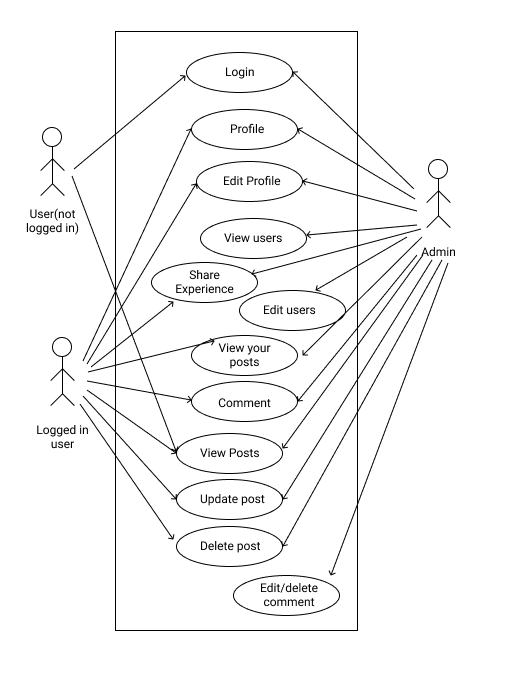 Login
Profile
Edit Profile
User(not
logged in)
View users
Admin
Share
Experience
Edit users
View your
posts
Comment
Logged in
user
View Posts
Update post
Delete post
Edit/delete
comment